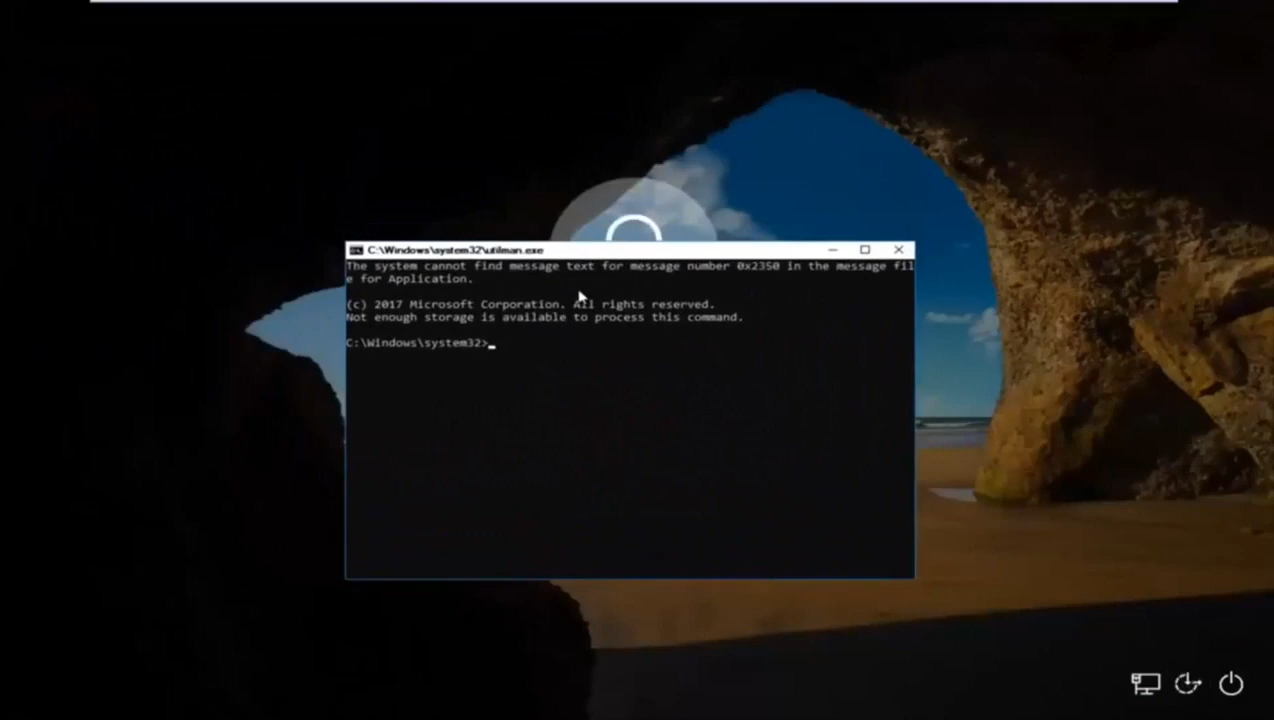 C:\Windows\system32\utilman.exe
The system cannot find message text for message number 0x2350 in the message fil
e for Application.
(c) 2017 Microsoft Corporation. All rights reserved.
Not enough storage is available to process this command.
C:\Windows\system32>_